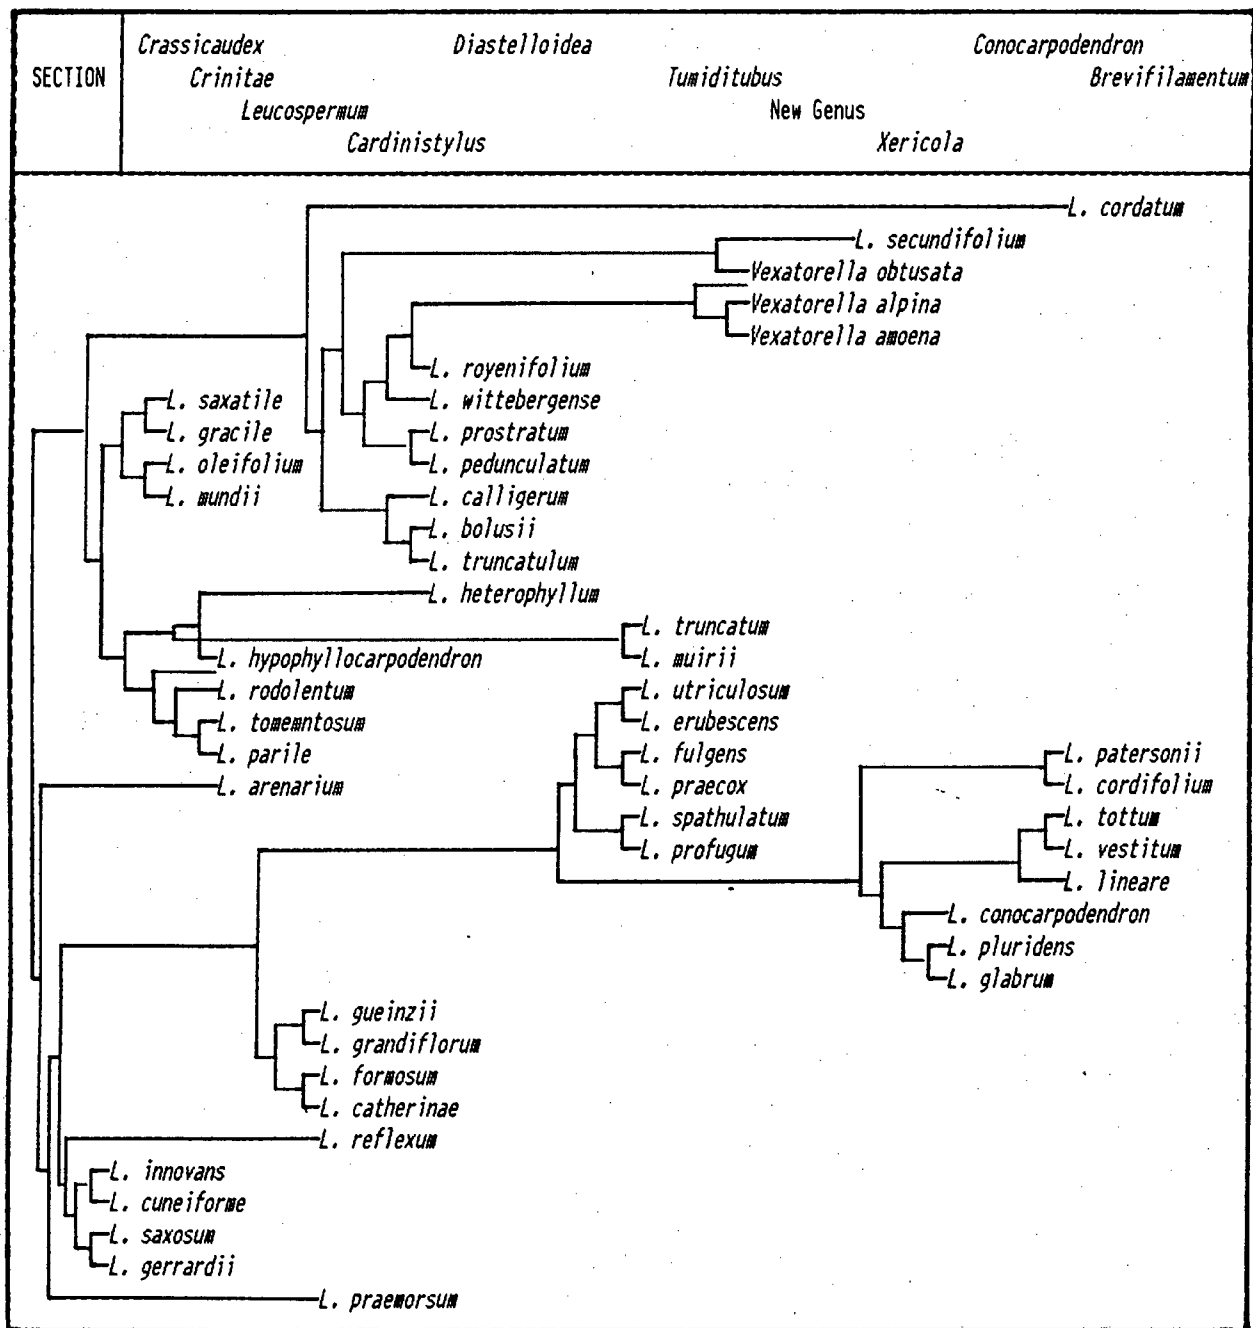 Crassicaudex Diastelloidea Conocarpodendron
SECTION Crinitae Tumiditubus Brevifilamentum
Leucospermum New Genus
Cardinistylus Xericola
L. cordatum
L. secundifolium
Vexatorella obtusata
Vexatorella alpina
Vexatorella amoena
L. royenifolium
L. saxatile L. wittebergense
L. gracile L. prostratum
L. oleifolium L. pedunculatum
L. mundii L. calligerum
L. bolusii
L. truncatulum
L. heterophyllum
L. truncatum
L. hypophyllocarpodendron L. muirii
L. rodolentum L. utriculosum
L. tomemntosum L. erubescens
L. parile L. fulgens L. patersonii
L. arenarium L. praecox L. cordifolium
L. spathulatum L. tottum
L. profugum L. vestitum
L. lineare
L. conocarpodendron
L. pluridens
L. glabrum
L. gueinzii
L. grandiflorum
L. formosum
L. catherinae
L. reflexum
L. innovans
L. cuneiforme
L. saxosum
L. gerrardii
L. praemorsum